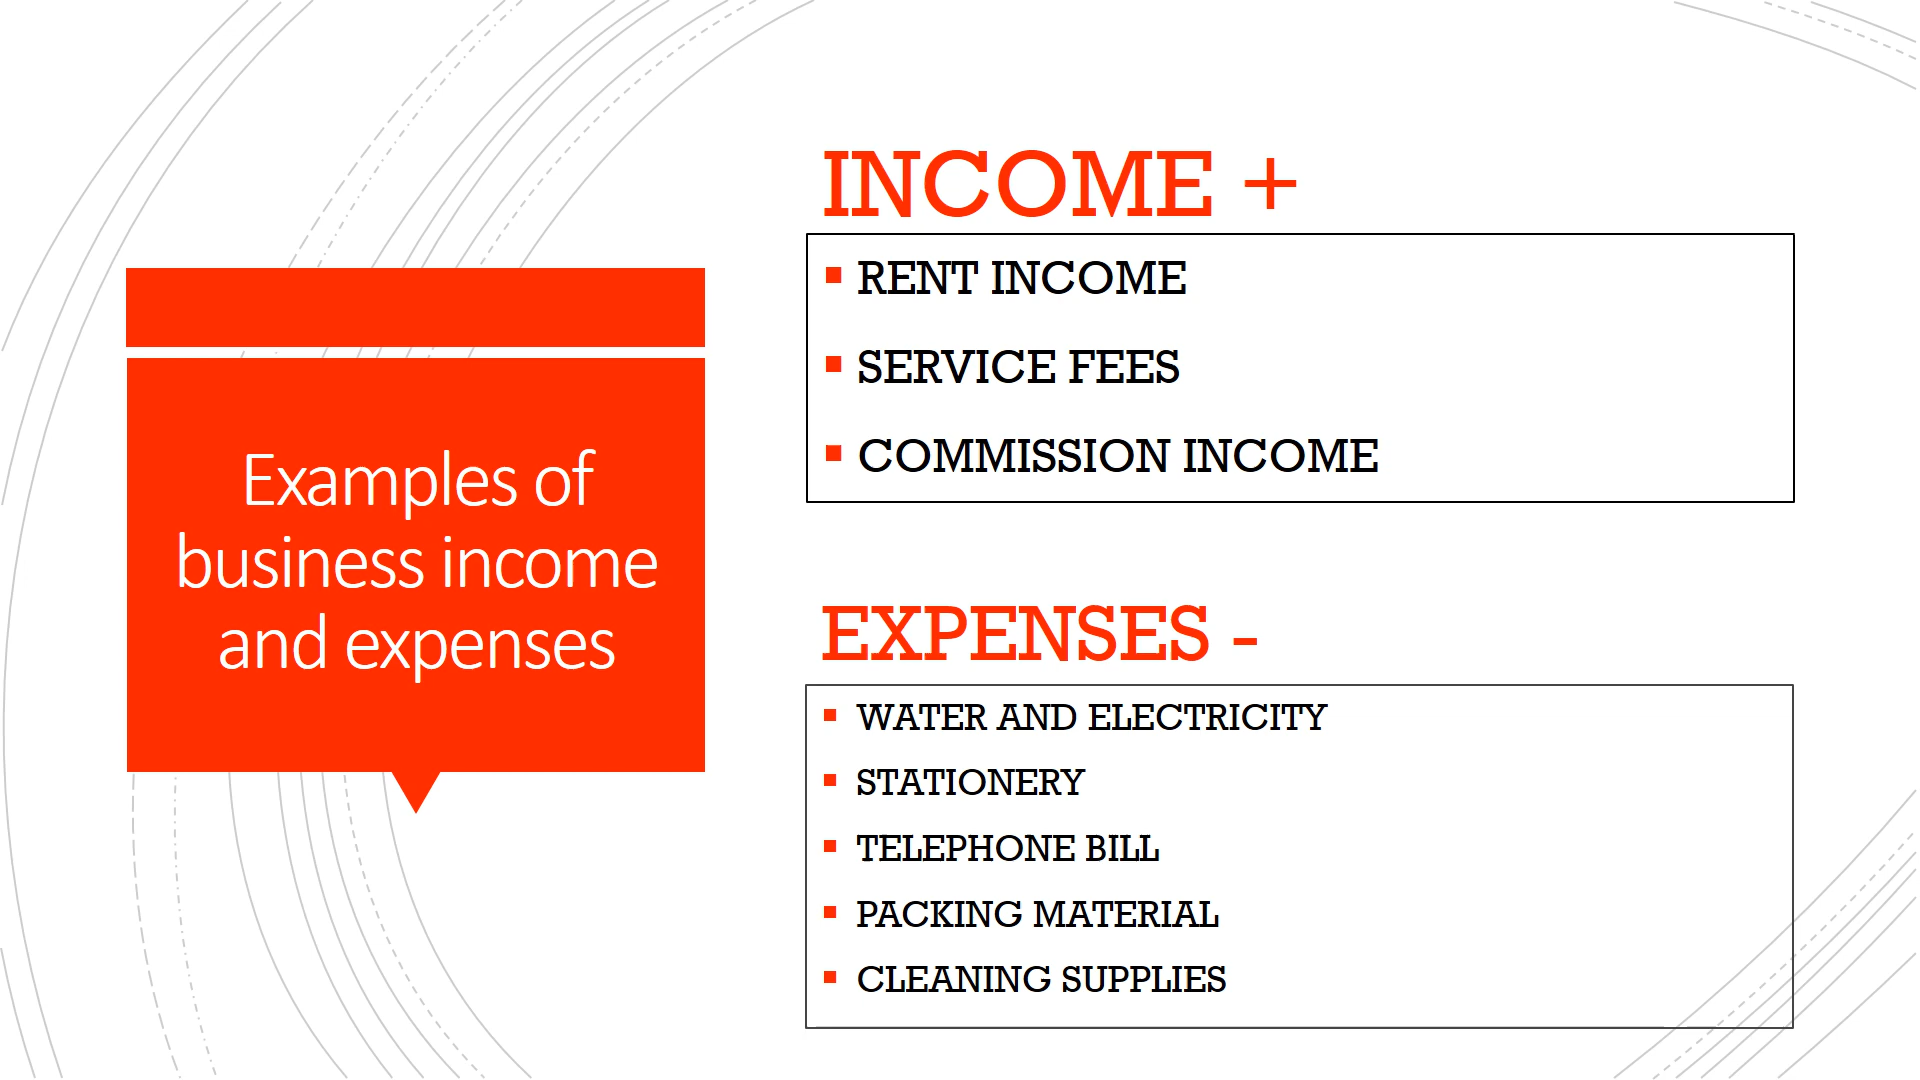 Examples of
business income
and expenses
INCOME +
RENT INCOME
SERVICE FEES
COMMISSION INCOME
EXPENSES -
WATER AND ELECTRICITY
STATIONERY
TELEPHONE BILL
PACKING MATERIAL
CLEANING SUPPLIES